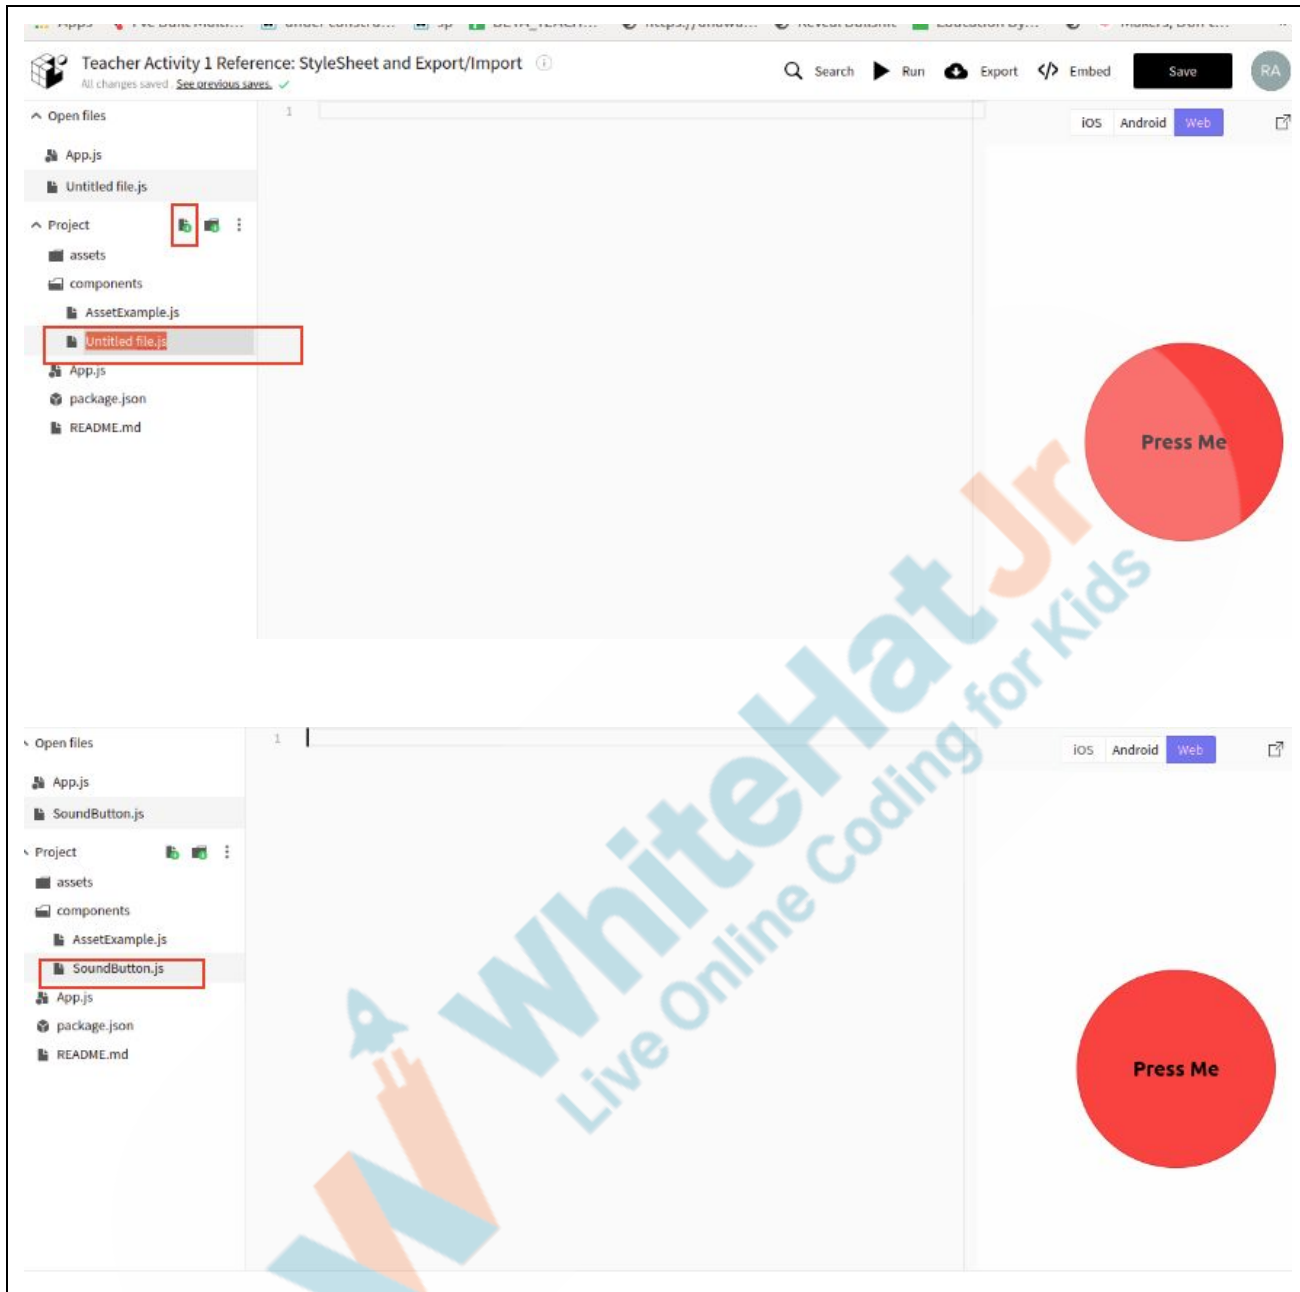 Apps
BETA_TEACH...
Teacher Activity 1 Reference: StyleSheet and Export/Import
All changes saved. See previous saves.
Search Run Export </> Embed Save RA
Open files
1
iOS Android Web
App.js
Untitled file.js
Project
assets
components
AssetExample.js
Untitled file.js
App.js
package.json
README.md
Press Me
Open files
1
iOS Android Web
App.js
SoundButton.js
Project
assets
components
AssetExample.js
SoundButton.js
App.js
package.json
README.md
Press Me
WhiteHat Jr
Live Online Coding for Kids